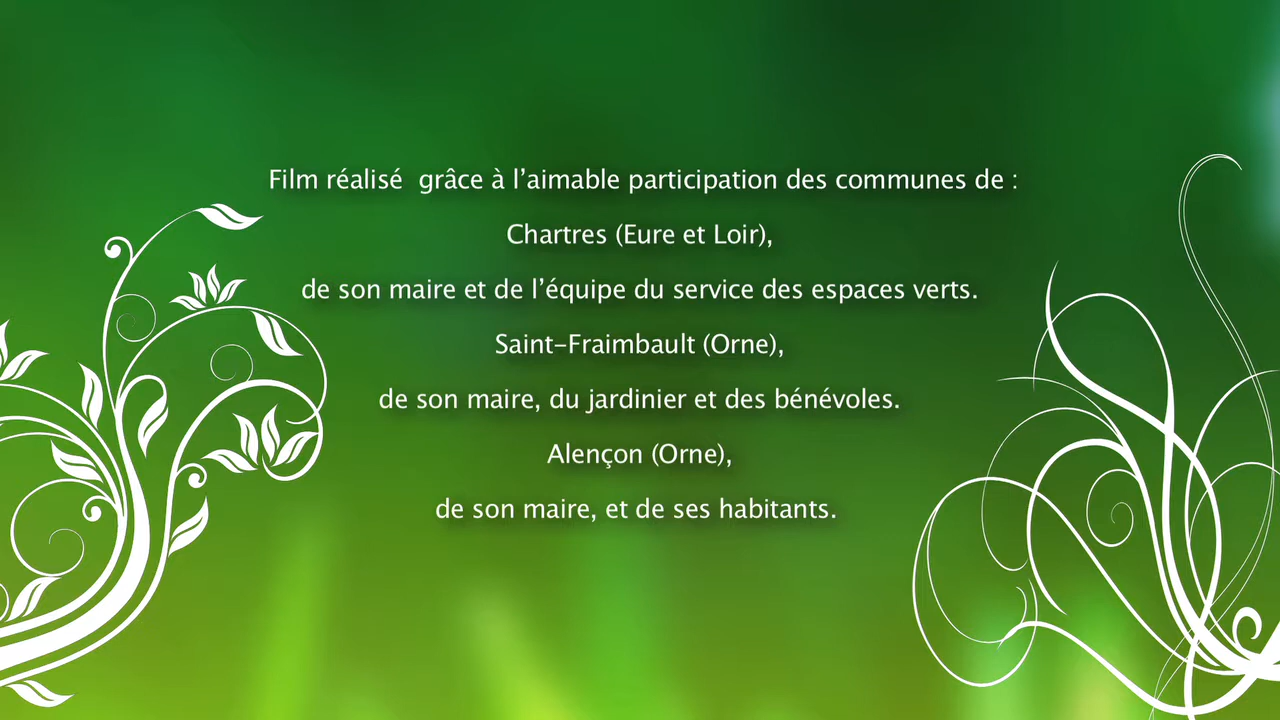 Film réalisé  grâce à l’aimable participation des communes de :
Chartres (Eure et Loir),
de son maire et de l’équipe du service des espaces verts.
Saint-Fraimbault (Orne),
de son maire, du jardinier et des bénévoles.
Alençon (Orne),
de son maire, et de ses habitants.